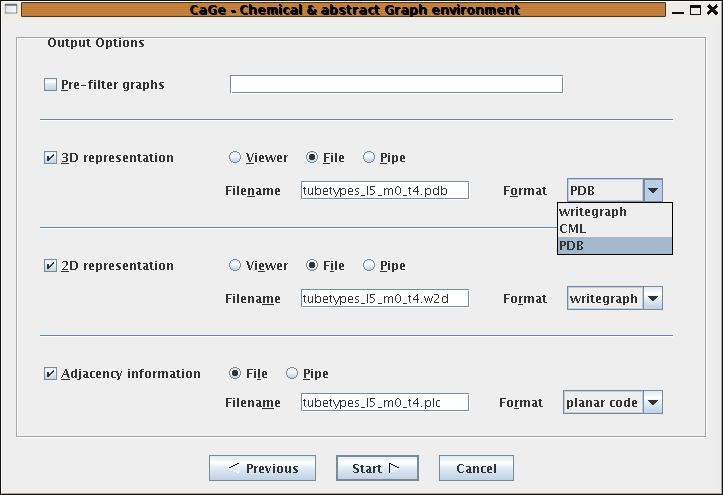 CaGe - Chemical & abstract Graph environment
Output Options
Pre-filter graphs
3D representation Viewer File Pipe
Filename tubetypes_l5_m0_t4.pdb Format PDB
writegraph
CML
PDB
2D representation Viewer File Pipe
Filename tubetypes_l5_m0_t4.w2d Format writegraph
Adjacency information File Pipe
Filename tubetypes_l5_m0_t4.plc Format planar code
Previous Start Cancel